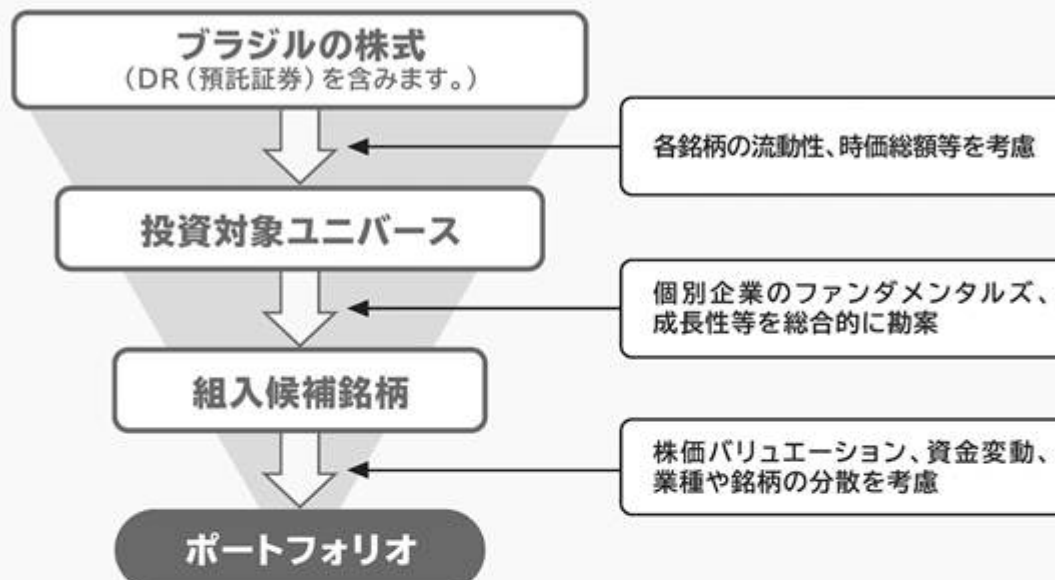 ブラジルの株式
(DR(預託証券)を含みます。)
各銘柄の流動性、時価総額等を考慮
投資対象ユニバース
個別企業のファンダメンタルズ、
成長性等を総合的に勘案
組入候補銘柄
株価バリュエーション、資金変動、
業種や銘柄の分散を考慮
ポートフォリオ